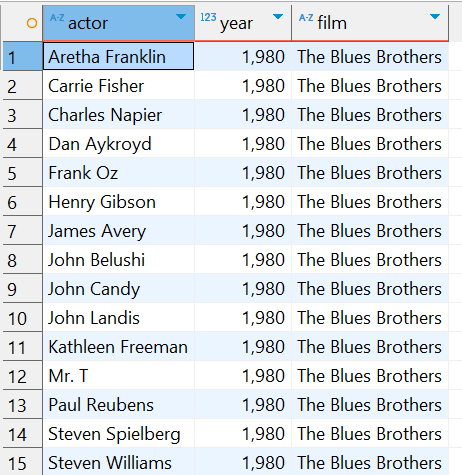 A-Z actor 123 year A-Z film
1 Aretha Franklin 1,980 The Blues Brothers
2 Carrie Fisher 1,980 The Blues Brothers
3 Charles Napier 1,980 The Blues Brothers
4 Dan Aykroyd 1,980 The Blues Brothers
5 Frank Oz 1,980 The Blues Brothers
6 Henry Gibson 1,980 The Blues Brothers
7 James Avery 1,980 The Blues Brothers
8 John Belushi 1,980 The Blues Brothers
9 John Candy 1,980 The Blues Brothers
10 John Landis 1,980 The Blues Brothers
11 Kathleen Freeman 1,980 The Blues Brothers
12 Mr. T 1,980 The Blues Brothers
13 Paul Reubens 1,980 The Blues Brothers
14 Steven Spielberg 1,980 The Blues Brothers
15 Steven Williams 1,980 The Blues Brothers